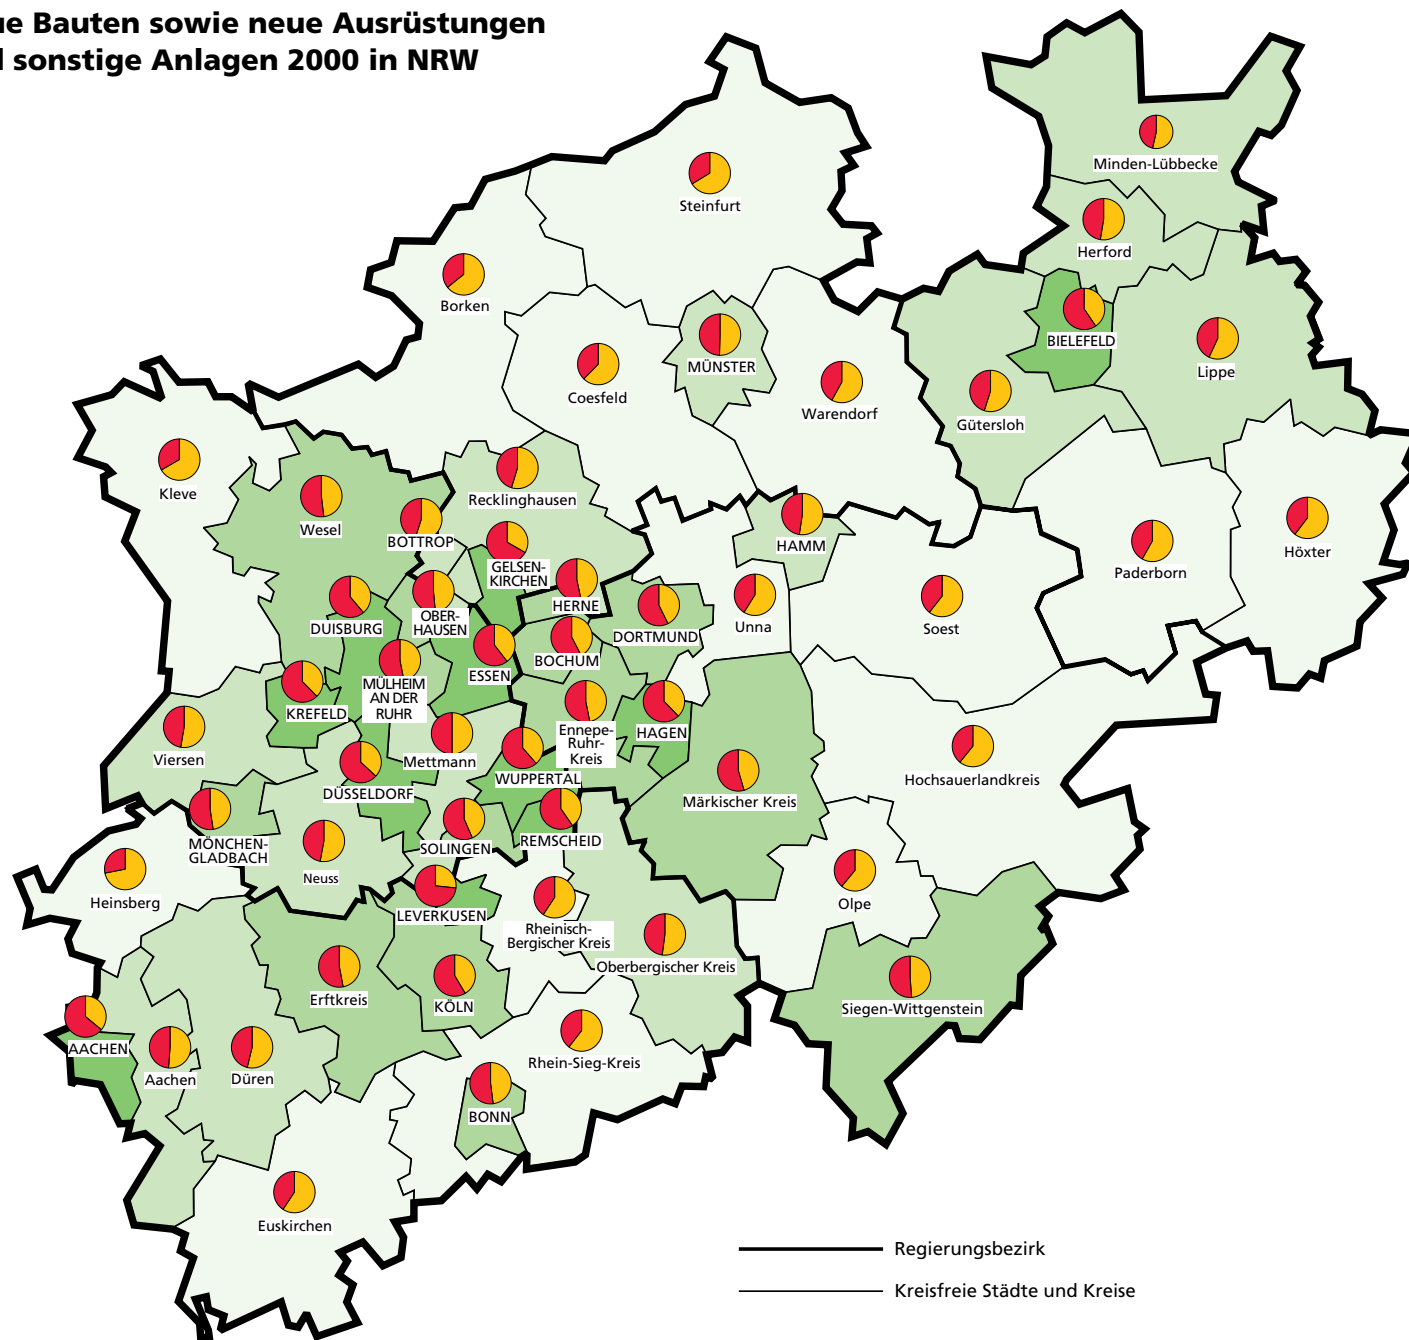 ue Bauten sowie neue Ausrüstungen
d sonstige Anlagen 2000 in NRW
Minden-Lübbecke
Steinfurt
Herford
Borken
BIELEFELD
MÜNSTER
Lippe
Coesfeld
Warendorf
Gütersloh
Kleve
Recklinghausen
Wesel
BOTTROP
HAMM
Höxter
GELSEN-
KIRCHEN
Paderborn
HERNE
OBER-
HAUSEN
DUISBURG
DORTMUND
Unna
Soest
BOCHUM
ESSEN
MÜLHEIM
AN DER
RUHR
KREFELD
Ennepe-
Ruhr-
Kreis
HAGEN
Viersen
Mettmann
WUPPERTAL
Hochsauerlandkreis
DÜSSELDORF
Märkischer Kreis
MÖNCHEN-
GLADBACH
SOLINGEN
REMSCHEID
Neuss
Heinsberg
Olpe
LEVERKUSEN
Rheinisch-
Bergischer Kreis
Oberbergischer Kreis
Erftkreis
KÖLN
Siegen-Wittgenstein
AACHEN
Aachen
Düren
Rhein-Sieg-Kreis
BONN
Euskirchen
Regierungsbezirk
Kreisfreie Städte und Kreise